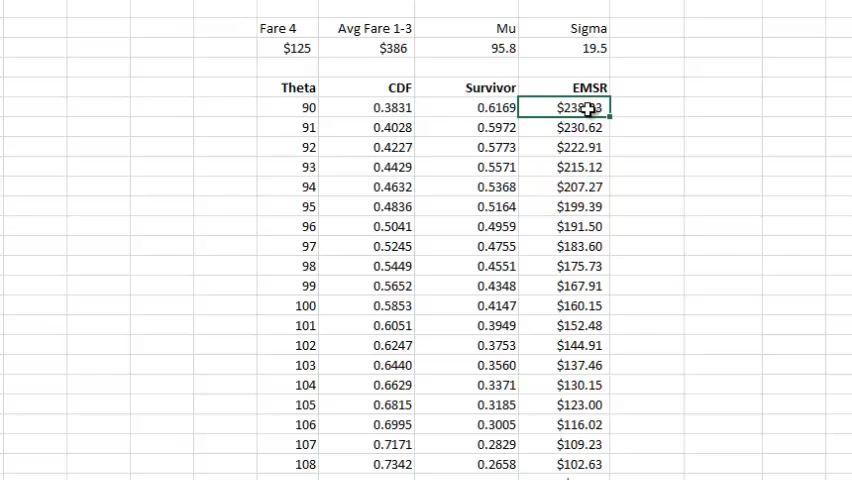 Fare 4 Avg Fare 1-3 Mu Sigma
$125 $386 95.8 19.5
Theta CDF Survivor EMSR
90 0.3831 0.6169
91 0.4028 0.5972 $230.62
92 0.4227 0.5773 $222.91
93 0.4429 0.5571 $215.12
94 0.4632 0.5368 $207.27
95 0.4836 0.5164 $199.39
96 0.5041 0.4959 $191.50
97 0.5245 0.4755 $183.60
98 0.5449 0.4551 $175.73
99 0.5652 0.4348 $167.91
100 0.5853 0.4147 $160.15
101 0.6051 0.3949 $152.48
102 0.6247 0.3753 $144.91
103 0.6440 0.3560 $137.46
104 0.6629 0.3371 $130.15
105 0.6815 0.3185 $123.00
106 0.6995 0.3005 $116.02
107 0.7171 0.2829 $109.23
108 0.7342 0.2658 $102.63